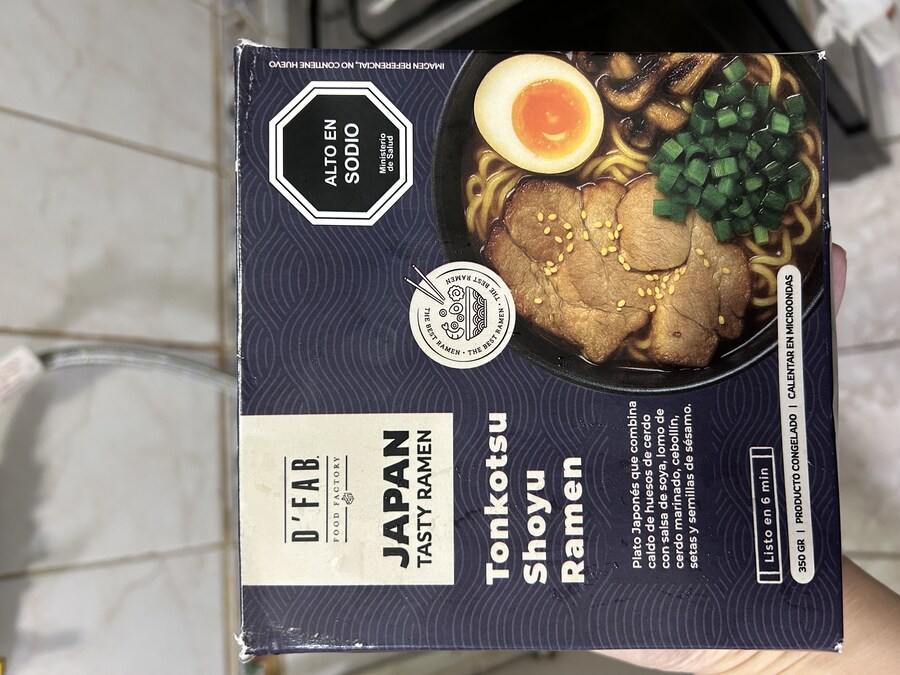 D'FAB.
FOOD FACTORY
JAPAN
TASTY RAMEN
ALTO EN
SODIO
Ministerio
de Salud
IMAGEN REFERENCIAL, NO CONTIENE HUEVO
THE BEST RAMEN • THE BEST RAMEN • THE BEST RAMEN
Tonkotsu
Shoyu
Ramen
Plato Japonés que combina
caldo de huesos de cerdo
con salsa de soya, lomo de
cerdo marinado, cebollín,
setas y semillas de sésamo.
Listo en 6 min
350 GR | PRODUCTO CONGELADO | CALENTAR EN MICROONDAS